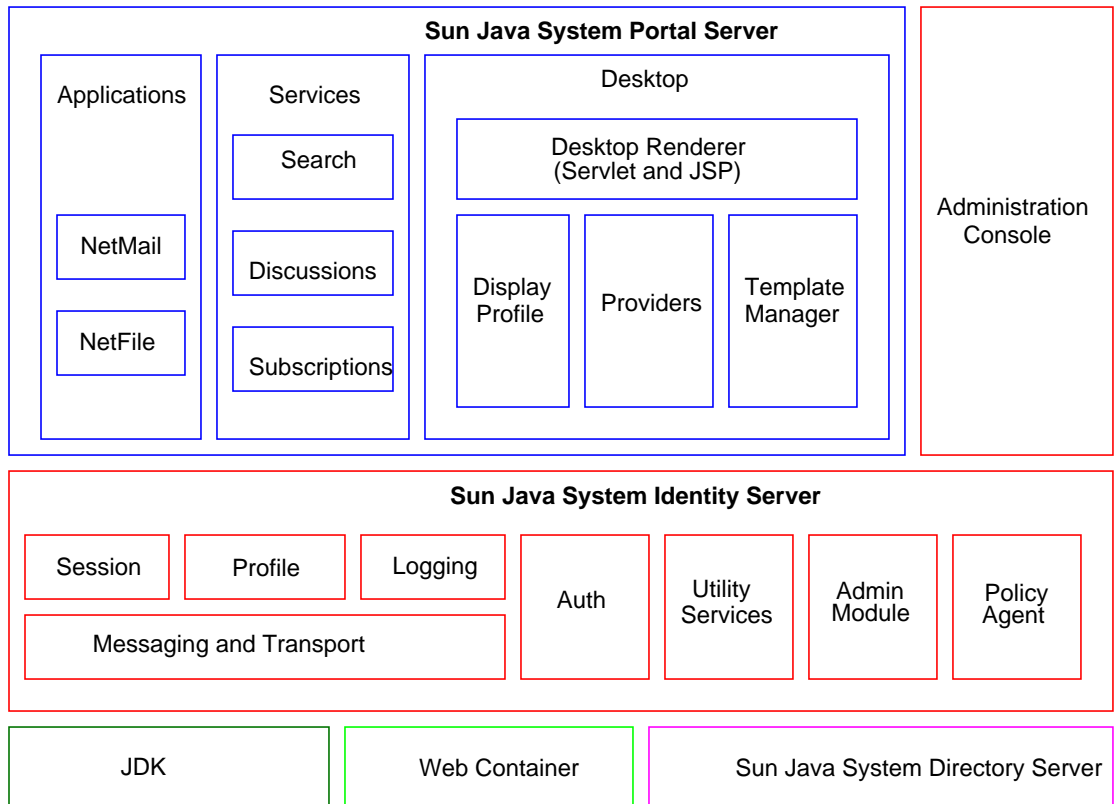 Sun Java System Portal Server
Applications
NetMail
NetFile
Services
Search
Discussions
Subscriptions
Desktop
Desktop Renderer
(Servlet and JSP)
Display
Profile
Providers
Template
Manager
Administration
Console
Sun Java System Identity Server
Session
Profile
Logging
Messaging and Transport
Auth
Utility
Services
Admin
Module
Policy
Agent
JDK
Web Container
Sun Java System Directory Server